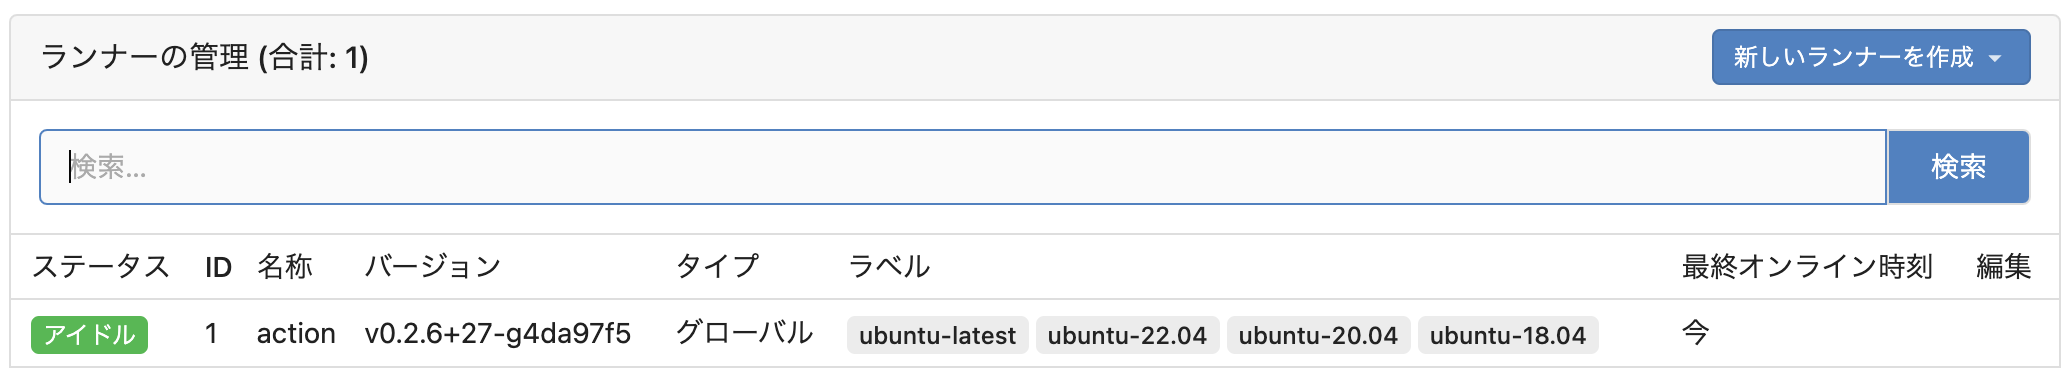 ランナーの管理 (合計: 1) 新しいランナーを作成
検索... 検索
ステータス ID 名称 バージョン タイプ ラベル 最終オンライン時刻 編集
アイドル 1 action v0.2.6+27-g4da97f5 グローバル ubuntu-latest ubuntu-22.04 ubuntu-20.04 ubuntu-18.04 今